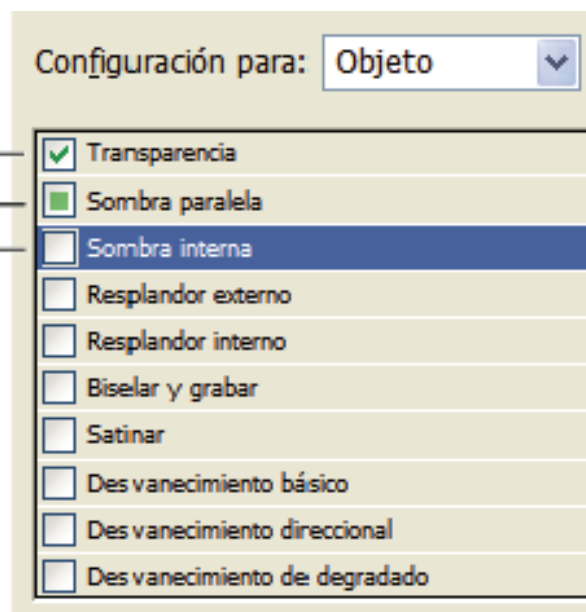 Configuración para: Objeto
Transparencia
Sombra paralela
Sombra interna
Resplandor externo
Resplandor interno
Biselar y grabar
Satinar
Desvanecimiento básico
Desvanecimiento direccional
Desvanecimiento de degradado